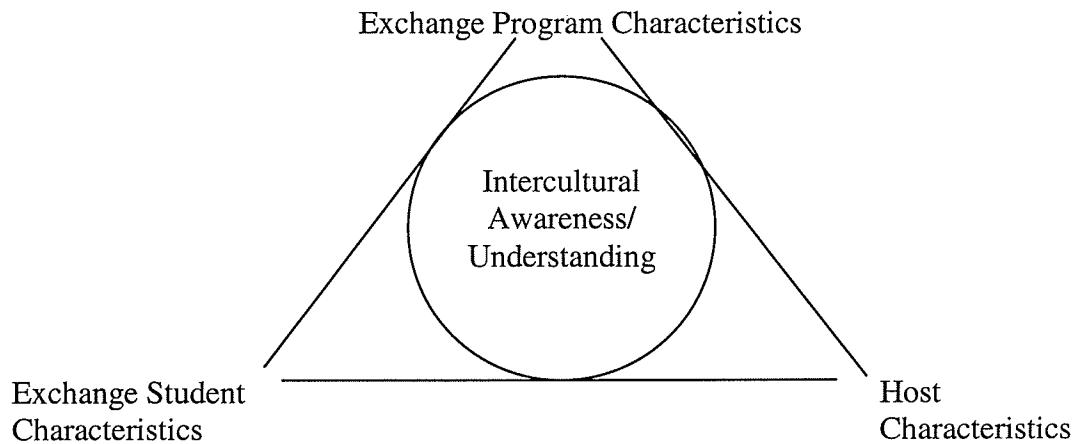 Exchange Program Characteristics
Intercultural
Awareness/
Understanding
Exchange Student
Characteristics
Host
Characteristics